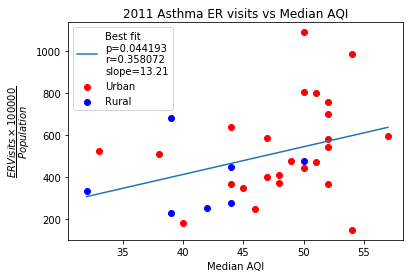 2011 Asthma ER visits vs Median AQI
Best fit
p=0.044193
r=0.358072
slope=13.21
Urban
Rural
ERVisits × 100000
Population
1000
800
600
400
200
35
40
45
50
55
Median AQI